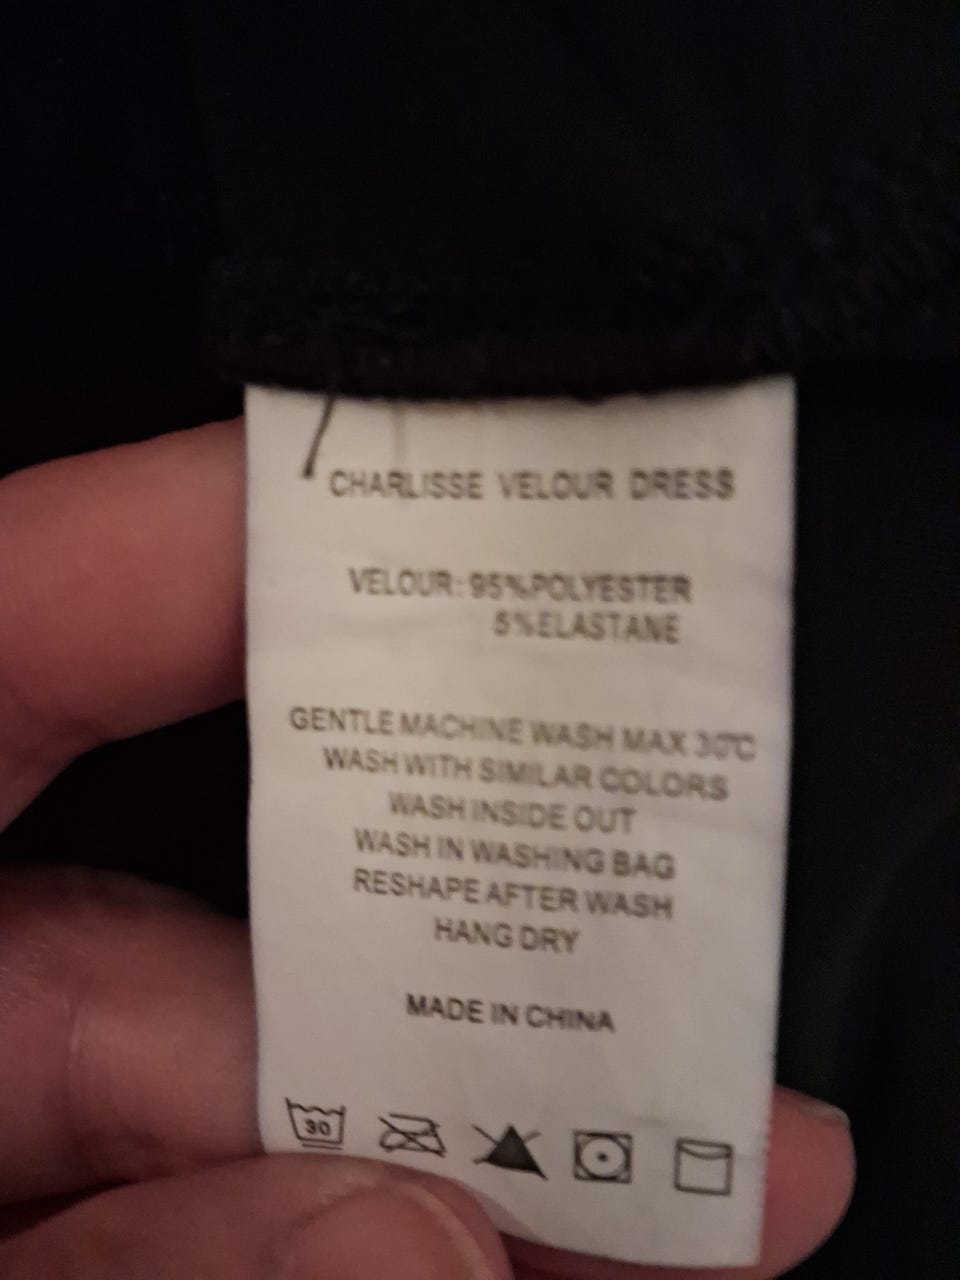 CHARLISSE VELOUR DRESS
VELOUR: 95%POLYESTER
5%ELASTANE
GENTLE MACHINE WASH MAX 30℃
WASH WITH SIMILAR COLORS
WASH INSIDE OUT
WASH IN WASHING BAG
RESHAPE AFTER WASH
HANG DRY
MADE IN CHINA
30